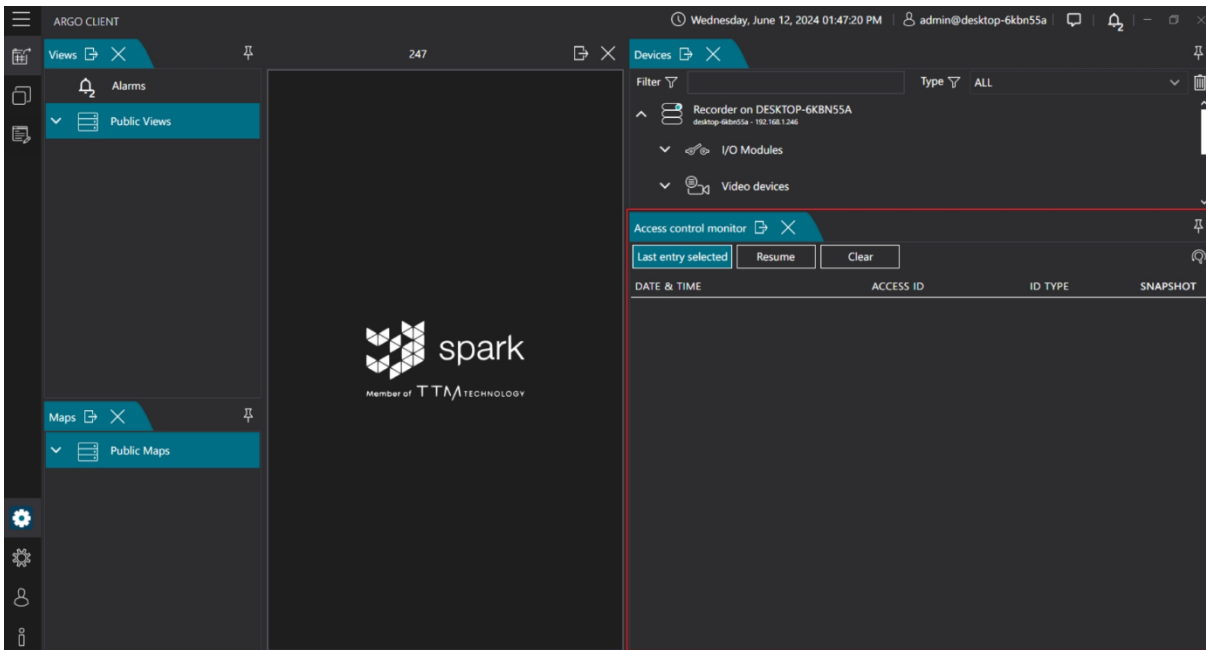 ARGO CLIENT
Wednesday, June 12, 2024 01:47:20 PM
admin@desktop-6kbn55a
2
Views
247
Devices
Alarms
2
Public Views
Filter
Type
ALL
Recorder on DESKTOP-6KBN55A
desktop-6kbn55a - 192.168.1.246
I/O Modules
Video devices
Access control monitor
Last entry selected
Resume
Clear
DATE & TIME
ACCESS ID
ID TYPE
SNAPSHOT
spark
Member of TTM TECHNOLOGY
Maps
Public Maps